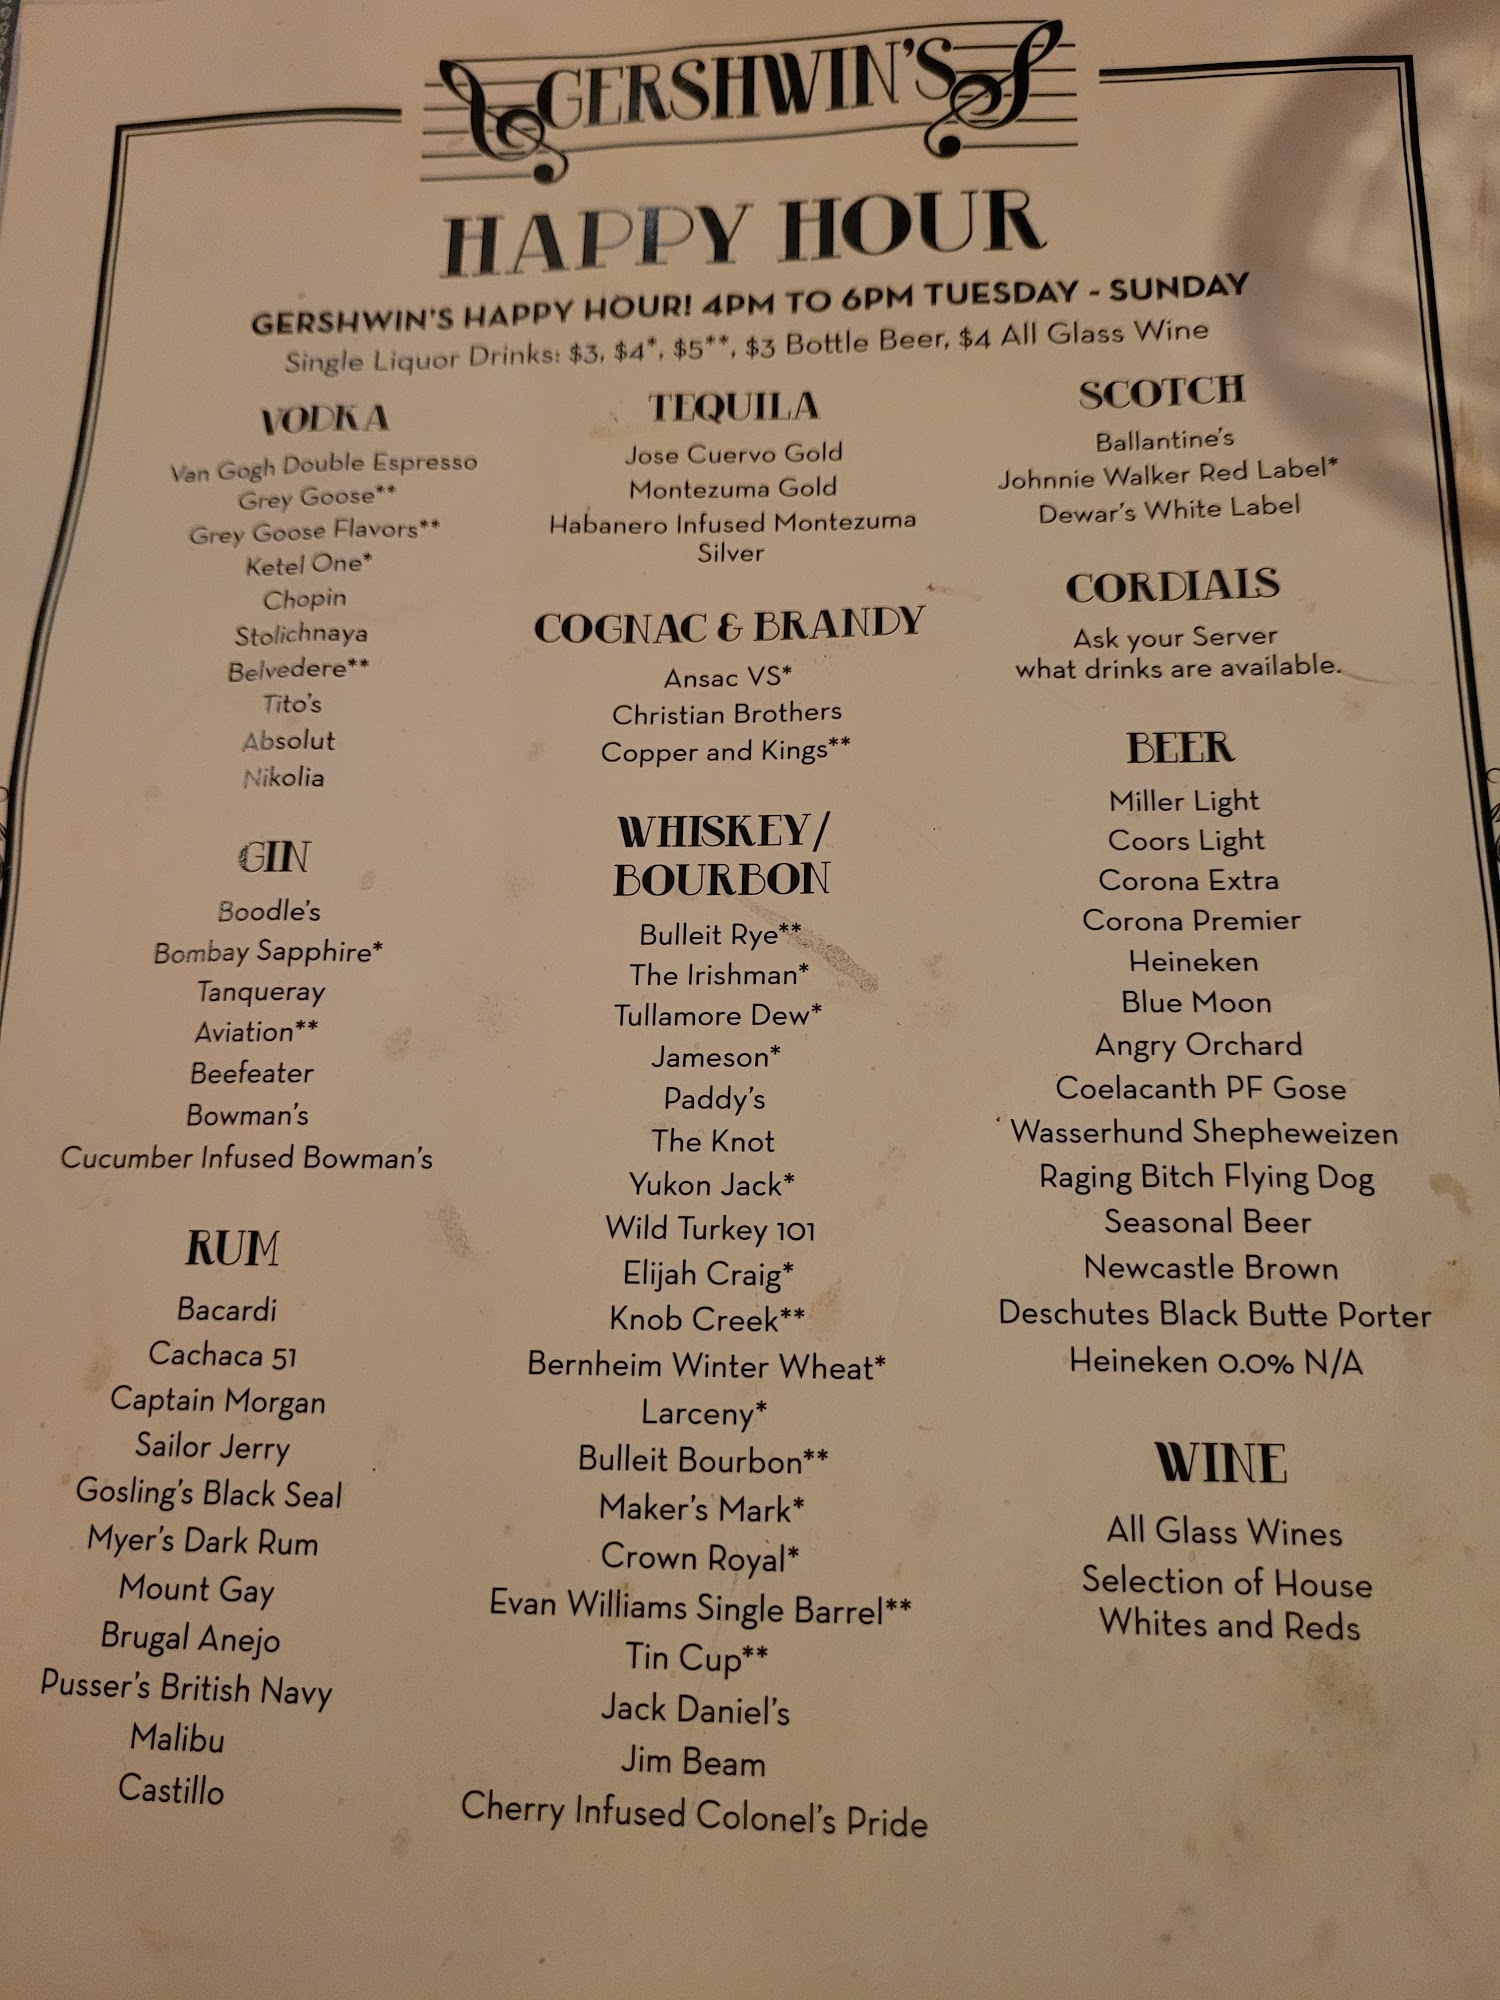 GERSHWIN'S
HAPPY HOUR
GERSHWIN'S HAPPY HOUR! 4PM TO 6PM TUESDAY - SUNDAY
Single Liquor Drinks: $3, $4*, $5**, $3 Bottle Beer, $4 All Glass Wine
VODKA
Van Gogh Double Espresso
Grey Goose**
Grey Goose Flavors**
Ketel One*
Chopin
Stolichnaya
Belvedere**
Tito's
Absolut
Nikolia
GIN
Boodle's
Bombay Sapphire*
Tanqueray
Aviation**
Beefeater
Bowman's
Cucumber Infused Bowman's
RUM
Bacardi
Cachaca 51
Captain Morgan
Sailor Jerry
Gosling's Black Seal
Myer's Dark Rum
Mount Gay
Brugal Anejo
Pusser's British Navy
Malibu
Castillo
TEQUILA
Jose Cuervo Gold
Montezuma Gold
Habanero Infused Montezuma
Silver
COGNAC & BRANDY
Ansac VS*
Christian Brothers
Copper and Kings**
WHISKEY/
BOURBON
Bulleit Rye**
The Irishman*
Tullamore Dew*
Jameson*
Paddy's
The Knot
Yukon Jack*
Wild Turkey 101
Elijah Craig*
Knob Creek**
Bernheim Winter Wheat*
Larceny*
Bulleit Bourbon**
Maker's Mark*
Crown Royal*
Evan Williams Single Barrel**
Tin Cup**
Jack Daniel's
Jim Beam
Cherry Infused Colonel's Pride
SCOTCH
Ballantine's
Johnnie Walker Red Label*
Dewar's White Label
CORDIALS
Ask your Server
what drinks are available.
BEER
Miller Light
Coors Light
Corona Extra
Corona Premier
Heineken
Blue Moon
Angry Orchard
Coelacanth PF Gose
Wasserhund Shepheweizen
Raging Bitch Flying Dog
Seasonal Beer
Newcastle Brown
Deschutes Black Butte Porter
Heineken 0.0% N/A
WINE
All Glass Wines
Selection of House
Whites and Reds